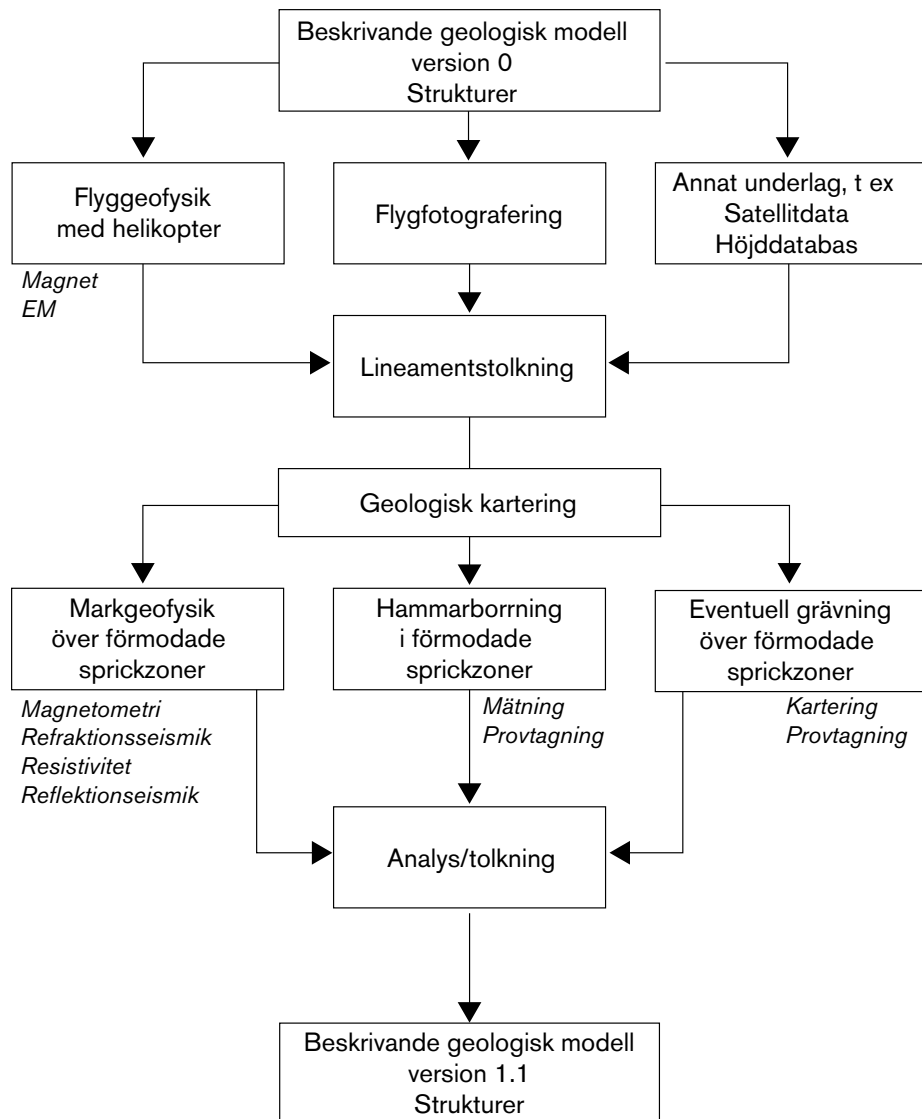 Beskrivande geologisk modell
version 0
Strukturer
Flyggeofysik
med helikopter
Flygfotografering
Annat underlag, t ex
Satellitdata
Höjddatabas
Magnet
EM
Lineamentstolkning
Geologisk kartering
Markgeofysik
över förmodade
sprickzoner
Hammarborrning
i förmodade
sprickzoner
Eventuell grävning
över förmodade
sprickzoner
Magnetometri
Refraktionsseismik
Resistivitet
Reflektionseismik
Mätning
Provtagning
Kartering
Provtagning
Analys/tolkning
Beskrivande geologisk modell
version 1.1
Strukturer